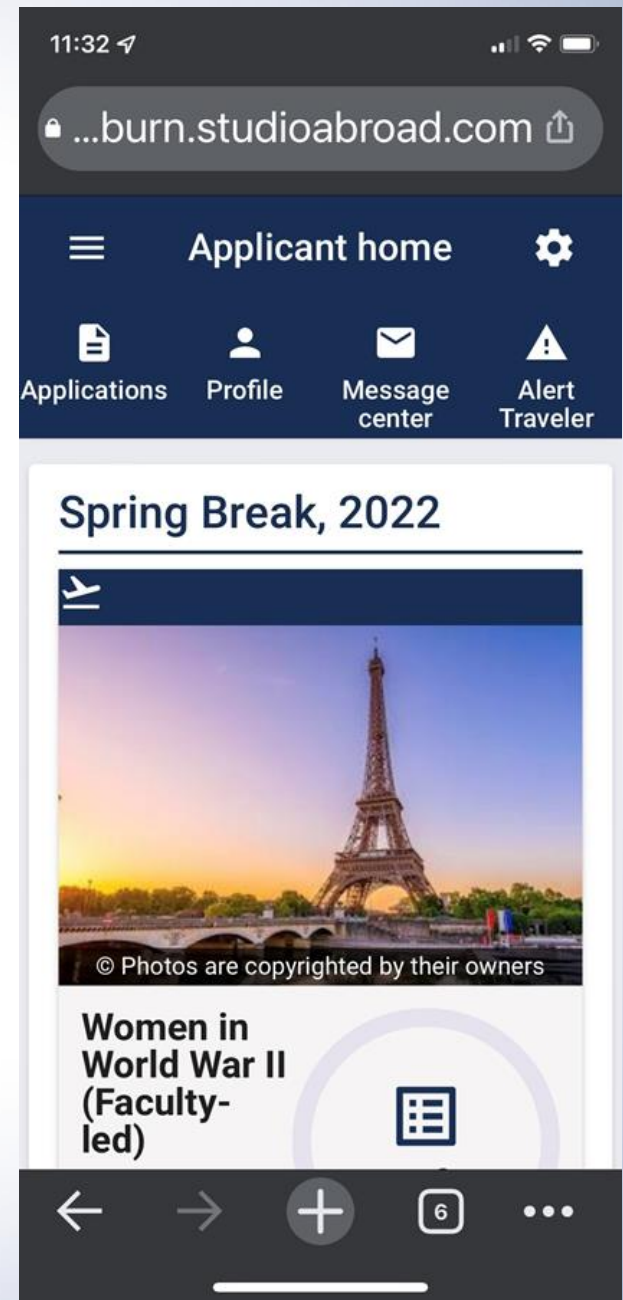 11:32
...burn.studioabroad.com
Applicant home
Applications Profile Message center Alert Traveler
Spring Break, 2022
© Photos are copyrighted by their owners
Women in
World War II
(Faculty-
led)
6